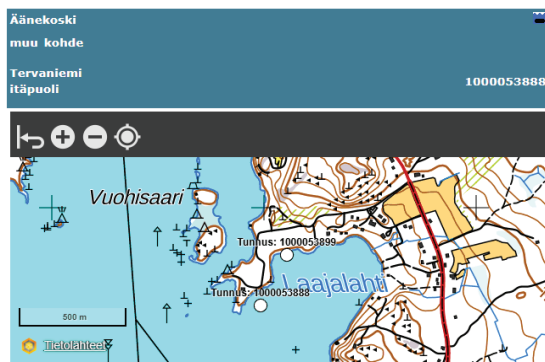 Äänekoski
muu kohde
Tervaniemi
itäpuoli
1000053888
Vuohisaari
Tunnus: 1000053899
Laajalahti
Tunnus: 1000053888
500 m
Tietolähteet